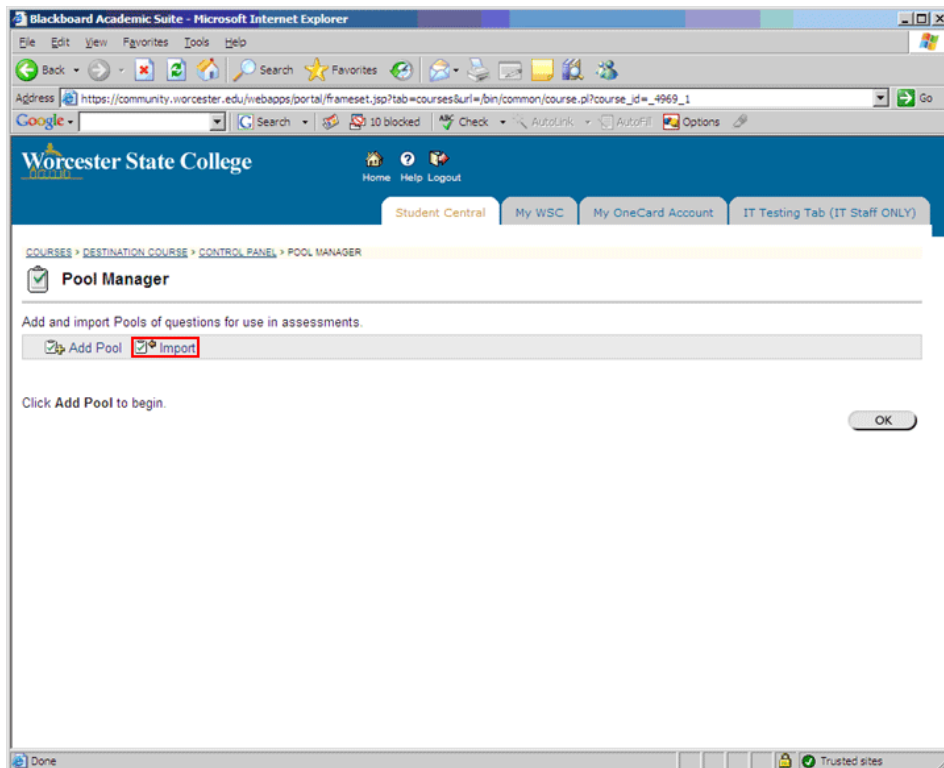 Blackboard Academic Suite - Microsoft Internet Explorer
File Edit View Favorites Tools Help
Back Search Favorites
Address https://community.worcester.edu/webapps/portal/frameset.jsp?tab=courses&url=/bin/common/course.pl?course_id=_4969_1 Go
Google Search 10 blocked ABC Check AutoLink AutoFill Options
Worcester State College
Home Help Logout
Student Central My WSC My OneCard Account IT Testing Tab (IT Staff ONLY)
COURSES > DESTINATION COURSE > CONTROL PANEL > POOL MANAGER
Pool Manager
Add and import Pools of questions for use in assessments.
Add Pool Import
Click Add Pool to begin.
OK
Done Trusted sites